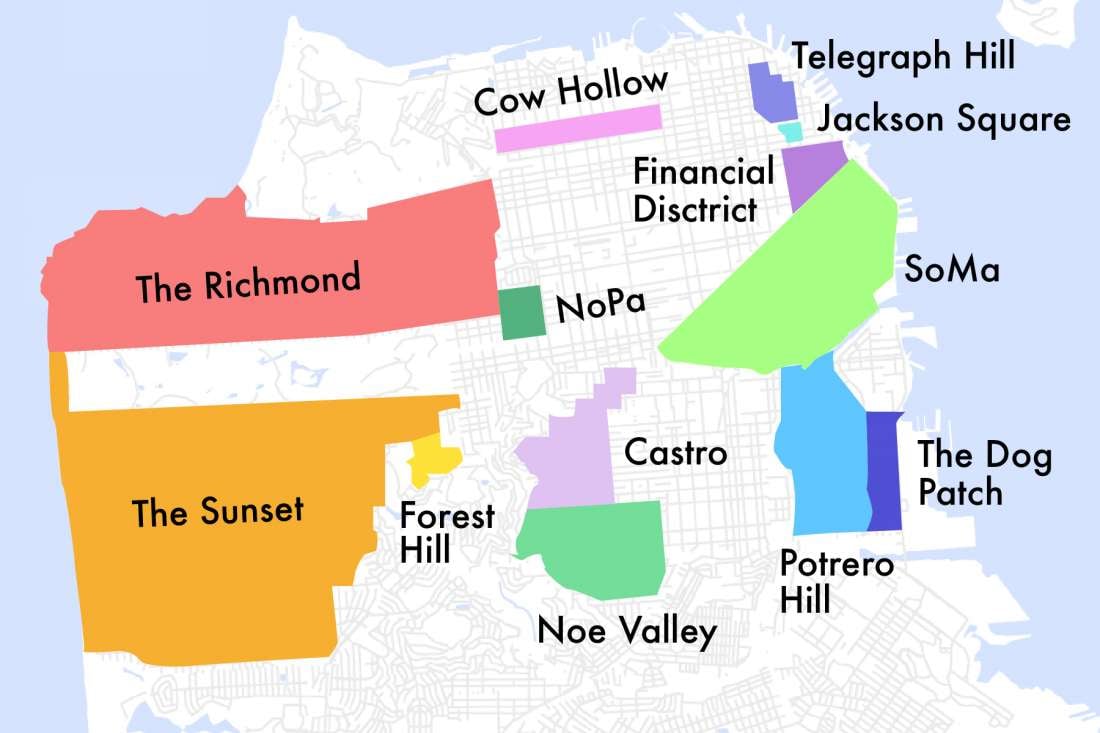 Telegraph Hill
Cow Hollow
Jackson Square
Financial
Disctrict
The Richmond
SoMa
NoPa
Castro
The Dog
Patch
The Sunset
Forest
Hill
Potrero
Hill
Noe Valley